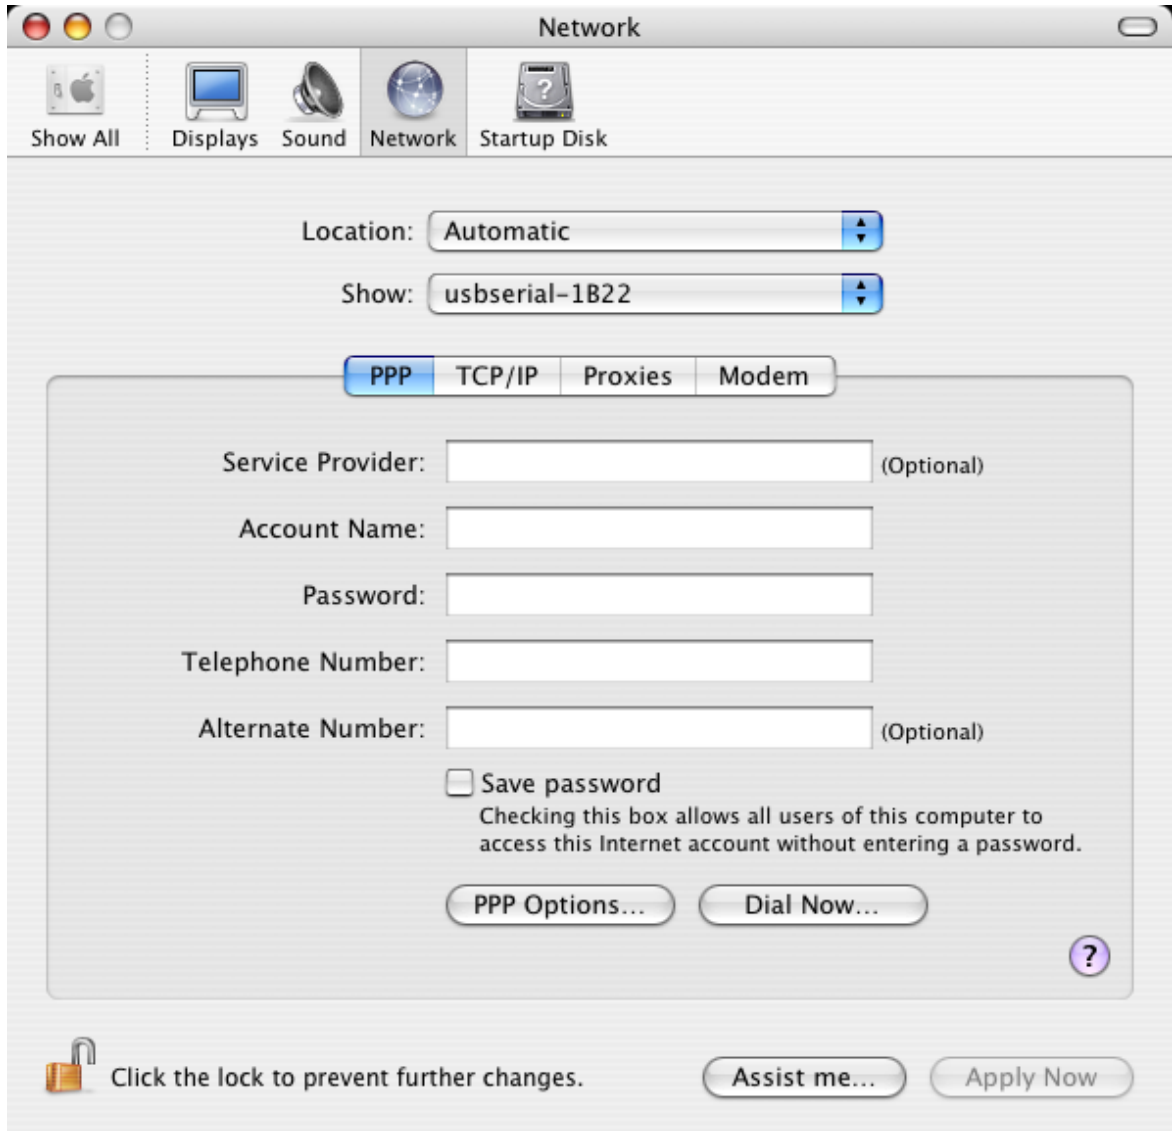 Network
Show All Displays Sound Network Startup Disk
Location: Automatic
Show: usbserial-1B22
PPP TCP/IP Proxies Modem
Service Provider: (Optional)
Account Name:
Password:
Telephone Number:
Alternate Number: (Optional)
Save password
Checking this box allows all users of this computer to
access this Internet account without entering a password.
PPP Options... Dial Now...
?
Click the lock to prevent further changes. Assist me... Apply Now